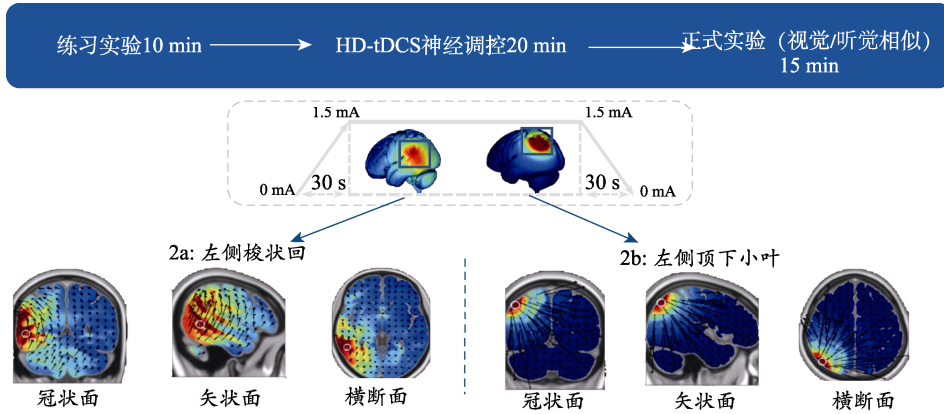 练习实验10 min
HD-tDCS神经调控20 min
正式实验（视觉/听觉相似）
15 min
1.5 mA
1.5 mA
0 mA
30 s
30 s
0 mA
2a: 左侧梭状回
2b: 左侧顶下小叶
冠状面
矢状面
横断面
冠状面
矢状面
横断面